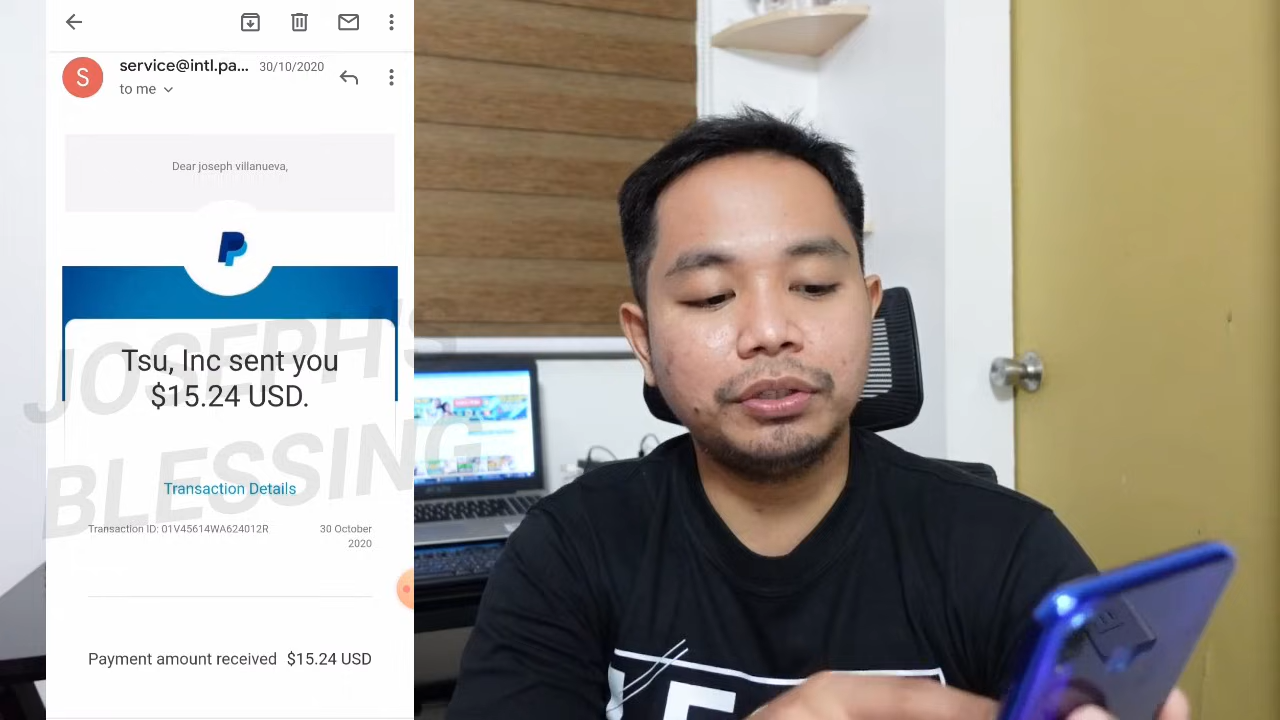 service@intl.pa... 30/10/2020
S
to me
Dear joseph villanueva,
Tsu, Inc sent you
$15.24 USD.
JOSEPH'S
BLESSING
Transaction Details
Transaction ID: 01V45614WA624012R 30 October
2020
Payment amount received $15.24 USD